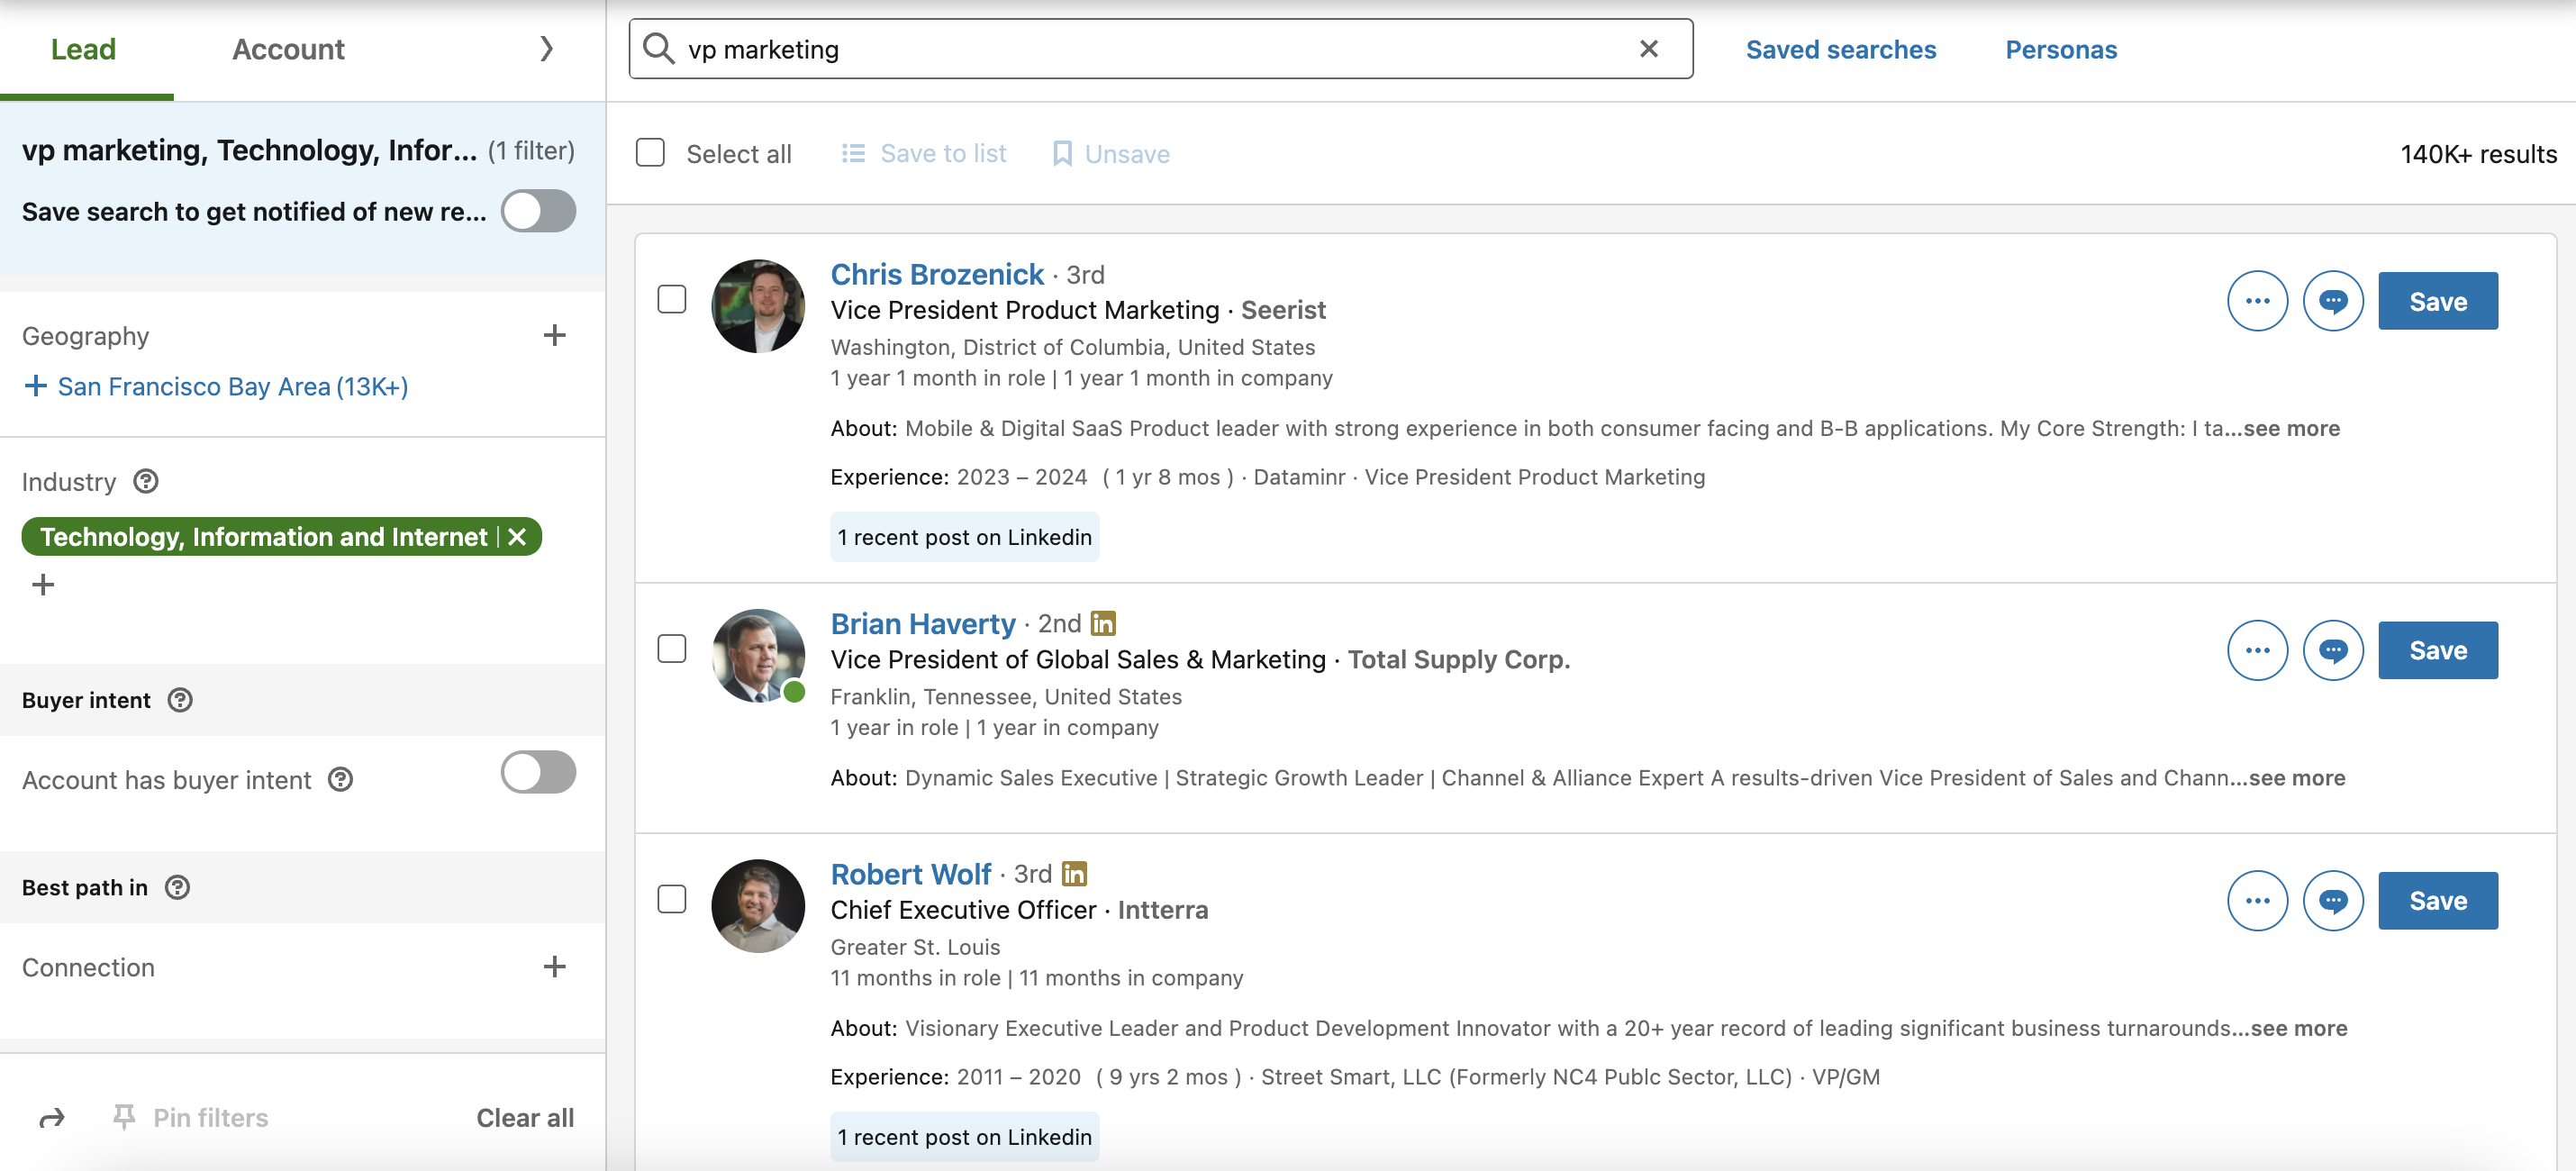 Lead
Account
vp marketing
Saved searches
Personas
vp marketing, Technology, Infor... (1 filter)
Save search to get notified of new re...
Select all
Save to list
Unsave
140K+ results
Geography
San Francisco Bay Area (13K+)
Industry
Technology, Information and Internet
Buyer intent
Account has buyer intent
Best path in
Connection
Pin filters
Clear all
Chris Brozenick · 3rd
Vice President Product Marketing · Seerist
Washington, District of Columbia, United States
1 year 1 month in role | 1 year 1 month in company
About: Mobile & Digital SaaS Product leader with strong experience in both consumer facing and B-B applications. My Core Strength: I ta...see more
Experience: 2023 – 2024 ( 1 yr 8 mos ) · Dataminr · Vice President Product Marketing
1 recent post on Linkedin
Save
Brian Haverty · 2nd in
Vice President of Global Sales & Marketing · Total Supply Corp.
Franklin, Tennessee, United States
1 year in role | 1 year in company
About: Dynamic Sales Executive | Strategic Growth Leader | Channel & Alliance Expert A results-driven Vice President of Sales and Chann...see more
Save
Robert Wolf · 3rd in
Chief Executive Officer · Intterra
Greater St. Louis
11 months in role | 11 months in company
About: Visionary Executive Leader and Product Development Innovator with a 20+ year record of leading significant business turnarounds...see more
Experience: 2011 – 2020 ( 9 yrs 2 mos ) · Street Smart, LLC (Formerly NC4 Publc Sector, LLC) · VP/GM
1 recent post on Linkedin
Save